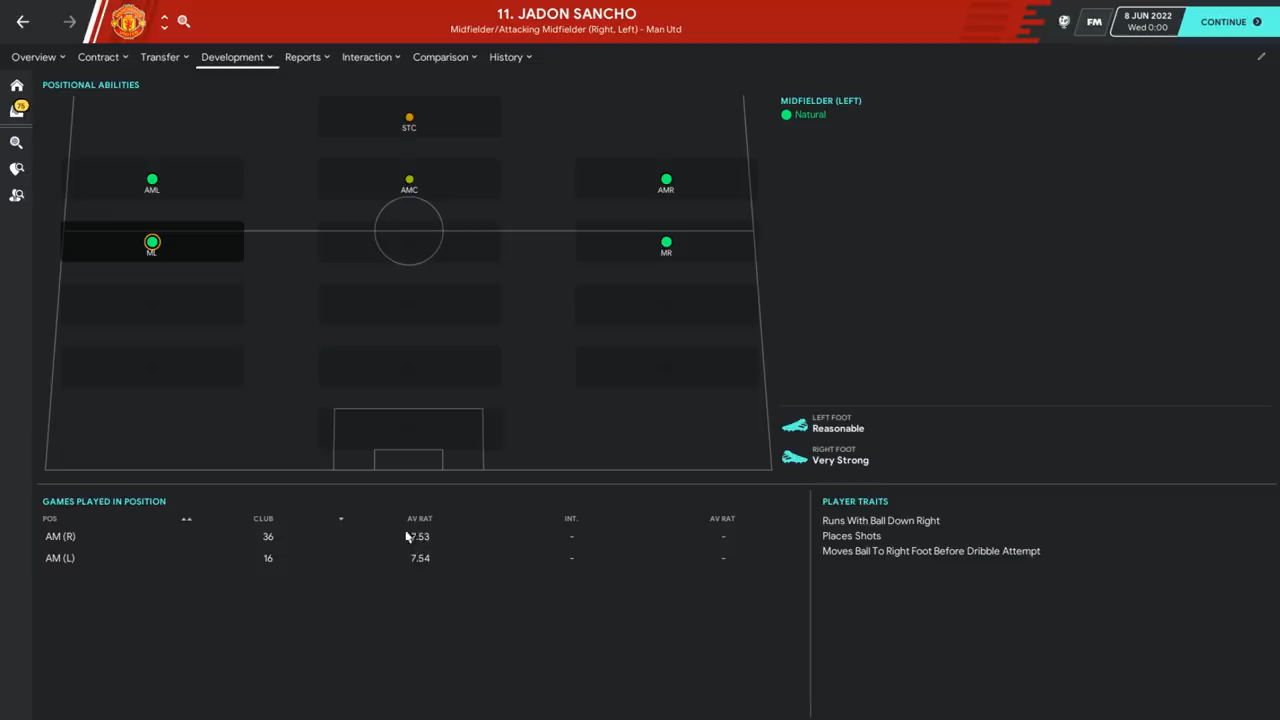 11. JADON SANCHO
Midfielder/Attacking Midfielder (Right, Left) - Man Utd
FM
8 JUN 2022
Wed 0:00
CONTINUE
Overview
Contract
Transfer
Development
Reports
Interaction
Comparison
History
75
POSITIONAL ABILITIES
STC
AML
AMC
AMR
ML
MR
MIDFIELDER (LEFT)
Natural
LEFT FOOT
Reasonable
RIGHT FOOT
Very Strong
GAMES PLAYED IN POSITION
POS CLUB AV RAT INT. AV RAT
AM (R) 36 7.53 - -
AM (L) 16 7.54 - -
PLAYER TRAITS
Runs With Ball Down Right
Places Shots
Moves Ball To Right Foot Before Dribble Attempt